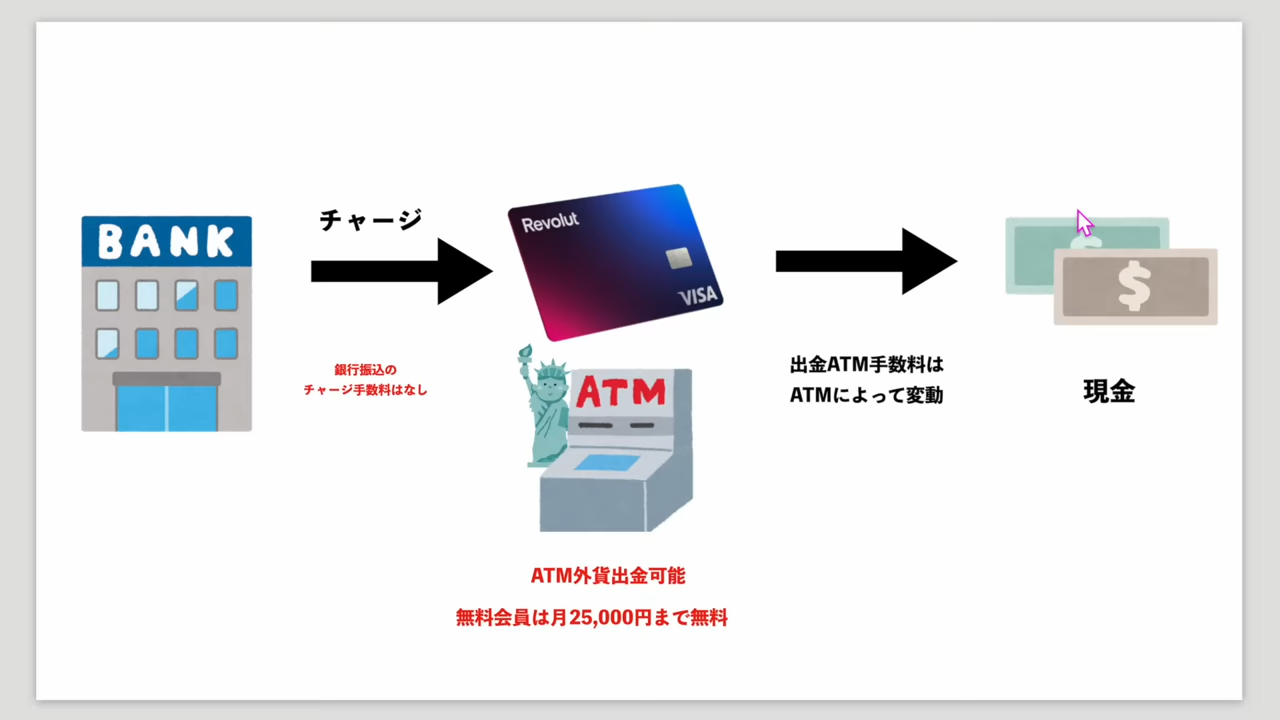 BANK
チャージ
銀行振込の
チャージ手数料はなし
Revolut
VISA
ATM
ATM外貨出金可能
無料会員は月25,000円まで無料
出金ATM手数料は
ATMによって変動
$
$
現金